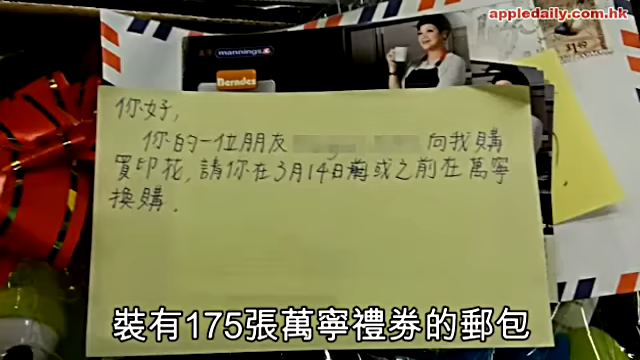 appledaily.com.hk
mannings
Berndes
你好,
你的一位朋友 向我購
買印花,請你在3月14日前或之前在萬寧
換購.
裝有175張萬寧禮券的郵包